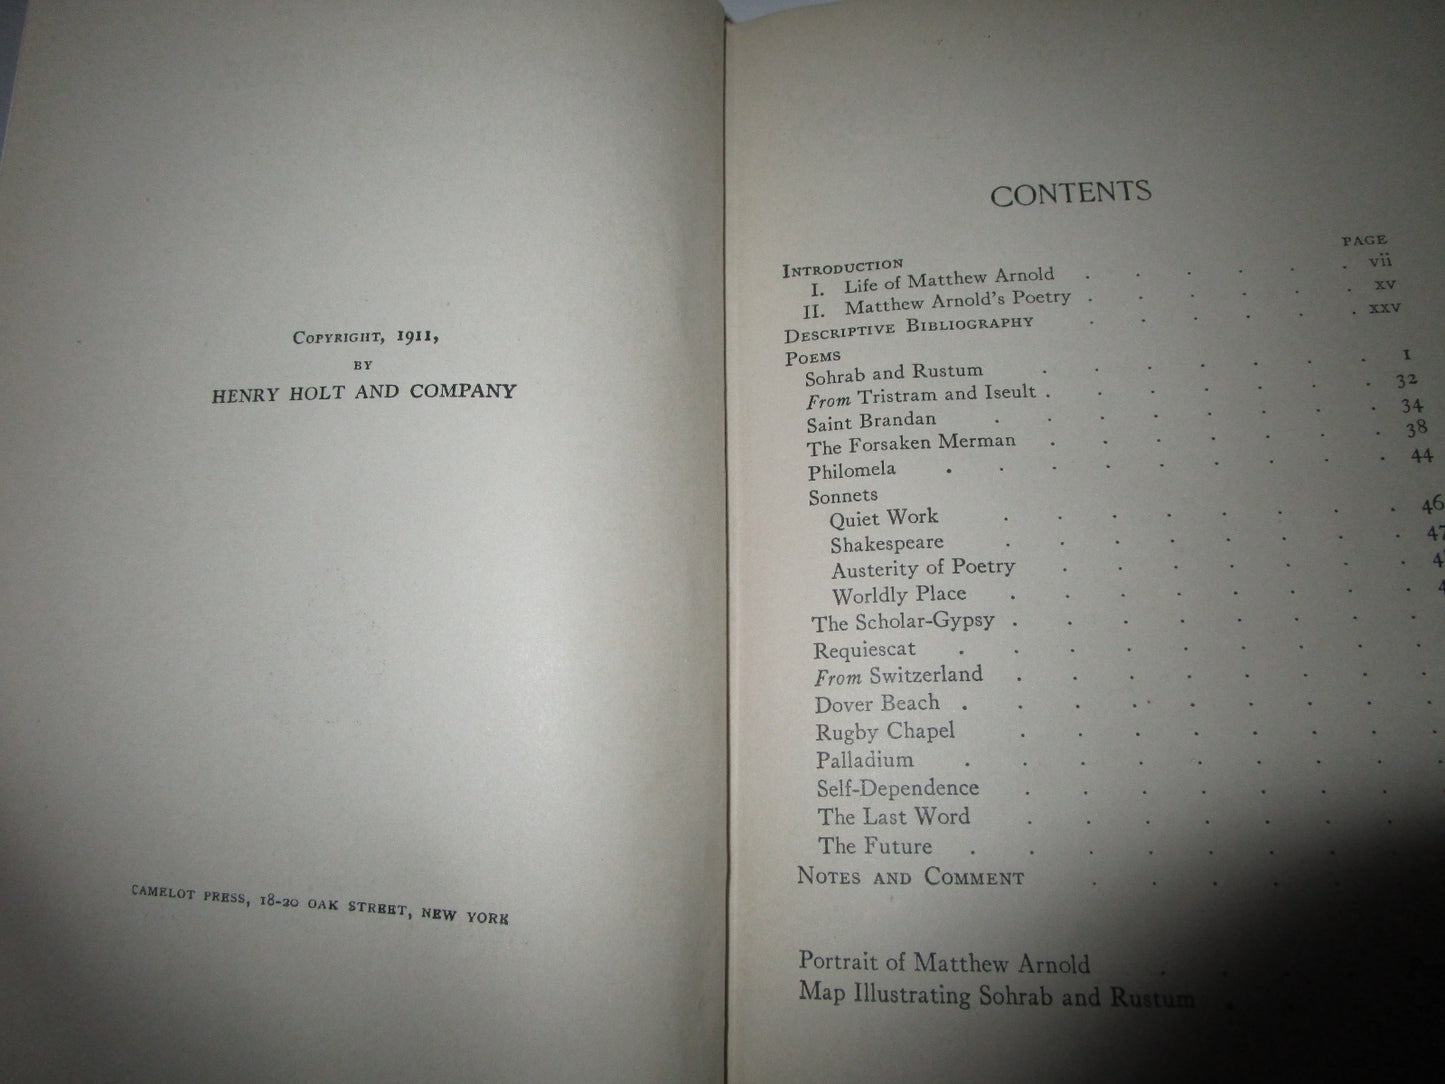 COPYRIGHT, 1911,
BY
HENRY HOLT AND COMPANY
CAMELOT PRESS, 18-20 OAK STREET, NEW YORK
CONTENTS
PAGE
INTRODUCTION
I. Life of Matthew Arnold . . . . . . vii
II. Matthew Arnold's Poetry . . . . . . xv
DESCRIPTIVE BIBLIOGRAPHY . . . . . . xxv
POEMS
Sohrab and Rustum . . . . . . . 1
From Tristram and Iseult . . . . . . . 32
Saint Brandan . . . . . . . . 34
The Forsaken Merman . . . . . . . 38
Philomela . . . . . . . . . 44
Sonnets
Quiet Work . . . . . . . . 46
Shakespeare . . . . . . . . 47
Austerity of Poetry . . . . . . .
Worldly Place . . . . . . . .
The Scholar-Gypsy . . . . . . . .
Requiescat . . . . . . . . .
From Switzerland . . . . . . . .
Dover Beach . . . . . . . . .
Rugby Chapel . . . . . . . .
Palladium . . . . . . . . .
Self-Dependence . . . . . . .
The Last Word . . . . . . .
The Future . . . . . . . .
NOTES AND COMMENT . . . .
Portrait of Matthew Arnold . .
Map Illustrating Sohrab and Rustum .